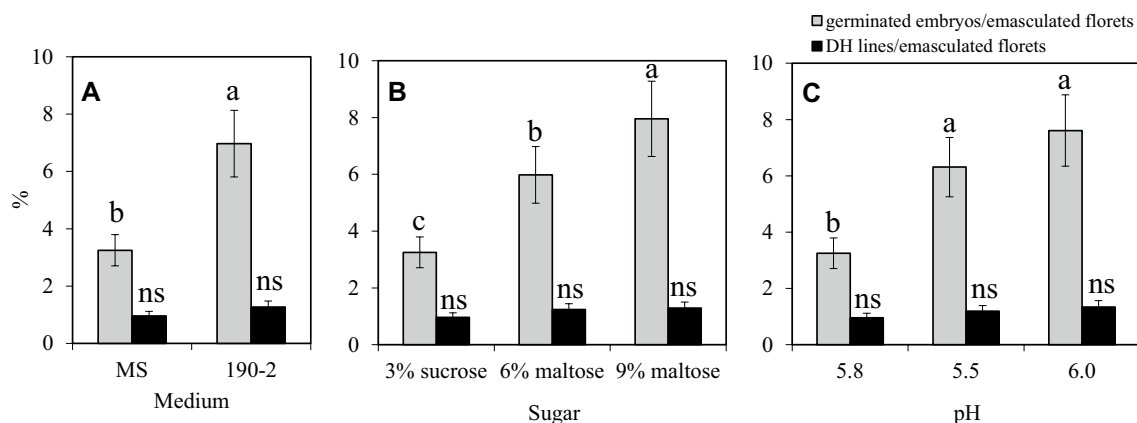 germinated embryos/emasculated florets
DH lines/emasculated florets
%
10
8
6
4
2
0
A
b
ns
a
ns
MS 190-2
Medium
10
8
6
4
2
0
B
c
ns
b
ns
a
ns
3% sucrose 6% maltose 9% maltose
Sugar
10
8
6
4
2
0
C
b
ns
a
ns
a
ns
5.8 5.5 6.0
pH